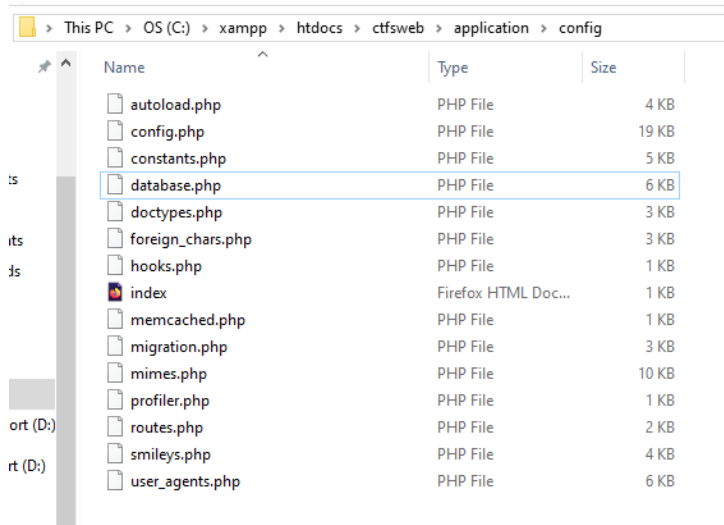 This PC > OS (C:) > xampp > htdocs > ctfsweb > application > config
Name Type Size
autoload.php PHP File 4 KB
config.php PHP File 19 KB
constants.php PHP File 5 KB
ts database.php PHP File 6 KB
doctypes.php PHP File 3 KB
nts foreign_chars.php PHP File 3 KB
ds hooks.php PHP File 1 KB
index Firefox HTML Doc... 1 KB
memcached.php PHP File 1 KB
migration.php PHP File 3 KB
mimes.php PHP File 10 KB
profiler.php PHP File 1 KB
ort (D:) routes.php PHP File 2 KB
rt (D:) smileys.php PHP File 4 KB
user_agents.php PHP File 6 KB